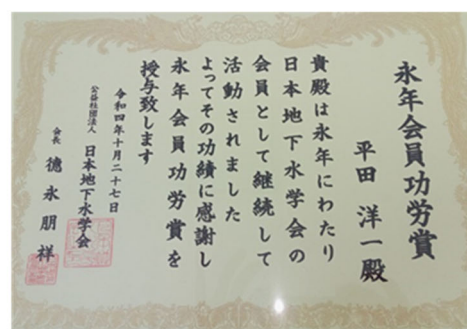 永年会員功労賞
平田 洋一殿
貴殿は永年にわたり
日本地下水学会の
会員として継続して
活動されました
よってその功績に感謝し
永年会員功労賞を
授与致します
令和四年十月二十七日
公益社団法人 日本地下水学会
会長 徳永朋祥